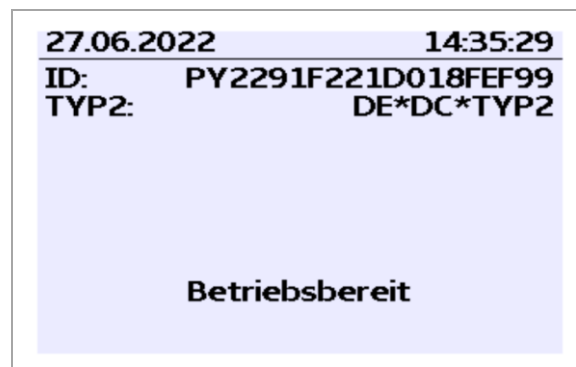 27.06.2022 14:35:29
ID: PY2291F221D018FEF99
TYP2: DE*DC*TYP2
Betriebsbereit